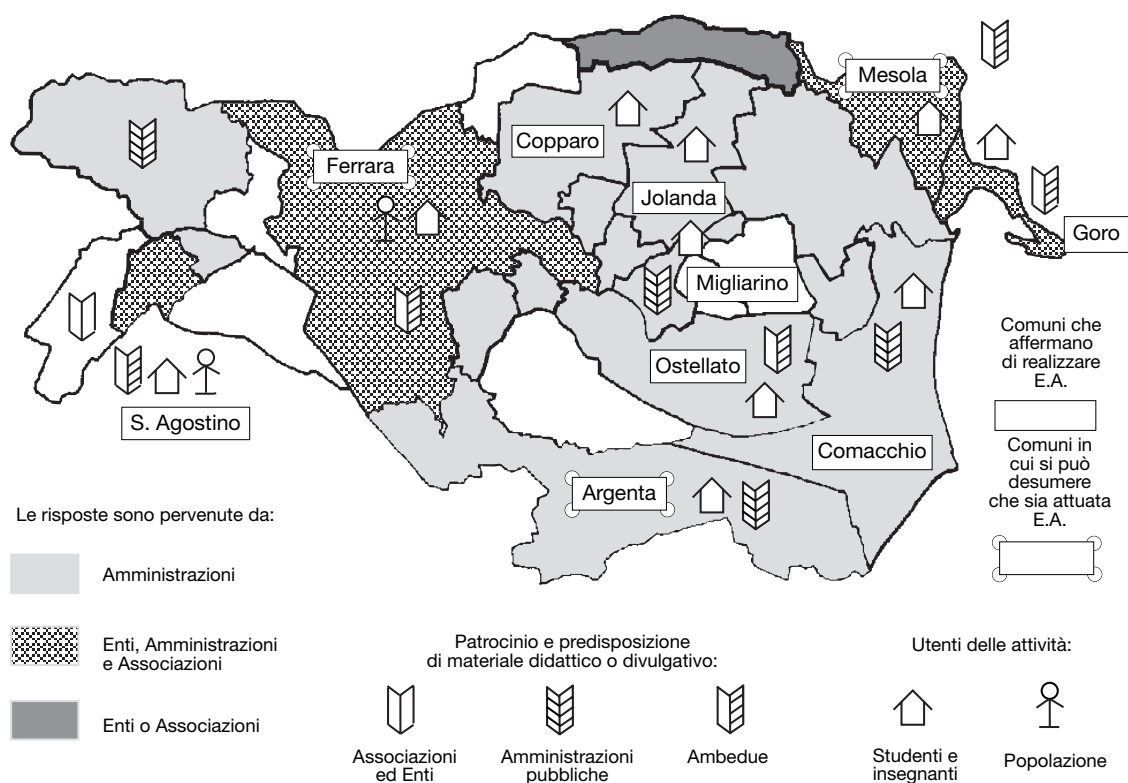 Mesola
Copparo
Ferrara
Jolanda
Goro
Migliarino
Comuni che
affermano
di realizzare
E.A.
Ostellato
S. Agostino
Comacchio
Comuni in
cui si può
desumere
che sia attuata
E.A.
Argenta
Le risposte sono pervenute da:
Amministrazioni
Enti, Amministrazioni
e Associazioni
Enti o Associazioni
Patrocinio e predisposizione
di materiale didattico o divulgativo:
Associazioni
ed Enti
Amministrazioni
pubbliche
Ambedue
Utenti delle attività:
Studenti e
insegnanti
Popolazione